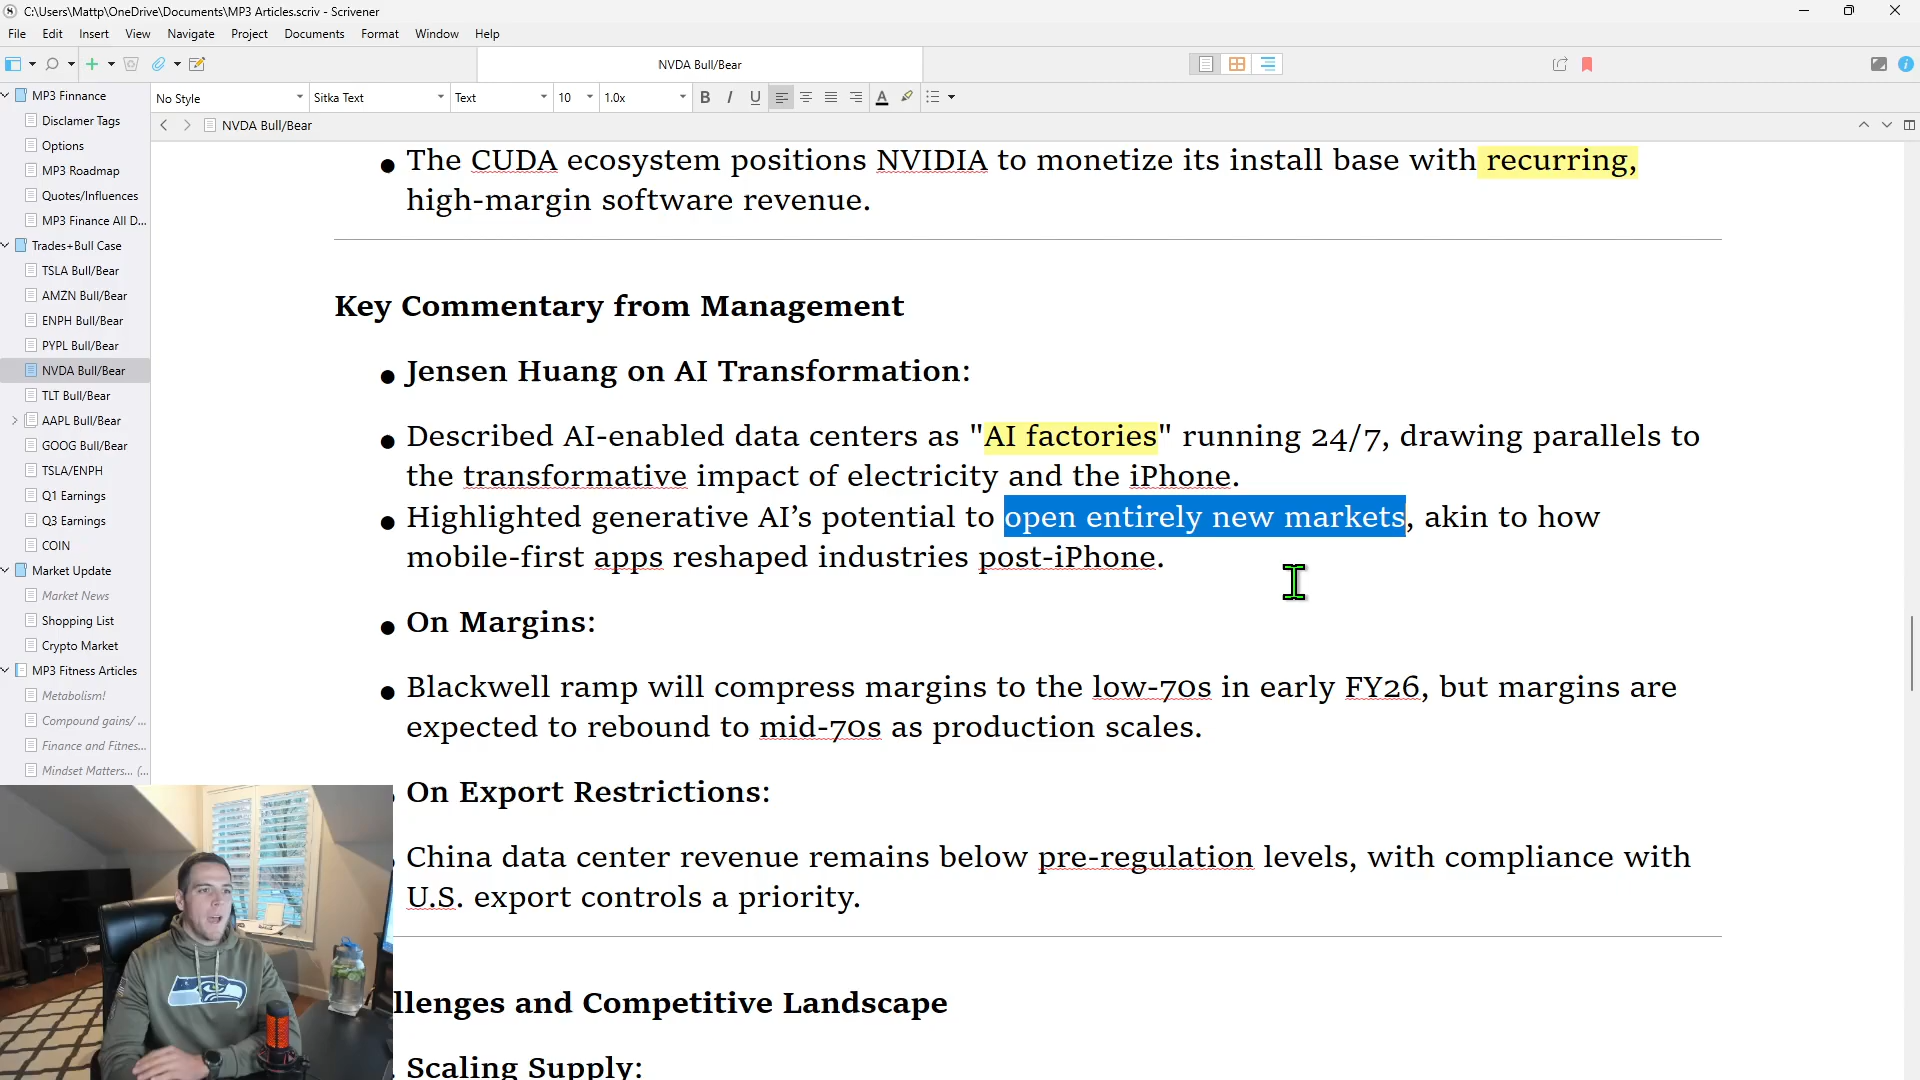 C:\Users\Mattp\OneDrive\Documents\MP3 Articles.scriv - Scrivener
File Edit Insert View Navigate Project Documents Format Window Help
NVDA Bull/Bear
No Style Sitka Text Text 10 1.0x B I U A
NVDA Bull/Bear
MP3 Finnance
Disclamer Tags
Options
MP3 Roadmap
Quotes/Influences
MP3 Finance All D...
Trades+Bull Case
TSLA Bull/Bear
AMZN Bull/Bear
ENPH Bull/Bear
PYPL Bull/Bear
NVDA Bull/Bear
TLT Bull/Bear
AAPL Bull/Bear
GOOG Bull/Bear
TSLA/ENPH
Q1 Earnings
Q3 Earnings
COIN
Market Update
Market News
Shopping List
Crypto Market
MP3 Fitness Articles
Metabolism!
Compound gains/ ...
Finance and Fitnes...
Mindset Matters... (...
The CUDA ecosystem positions NVIDIA to monetize its install base with recurring,
high-margin software revenue.
Key Commentary from Management
Jensen Huang on AI Transformation:
Described AI-enabled data centers as "AI factories" running 24/7, drawing parallels to
the transformative impact of electricity and the iPhone.
Highlighted generative AI’s potential to open entirely new markets, akin to how
mobile-first apps reshaped industries post-iPhone.
On Margins:
Blackwell ramp will compress margins to the low-70s in early FY26, but margins are
expected to rebound to mid-70s as production scales.
On Export Restrictions:
China data center revenue remains below pre-regulation levels, with compliance with
U.S. export controls a priority.
llenges and Competitive Landscape
Scaling Supply: